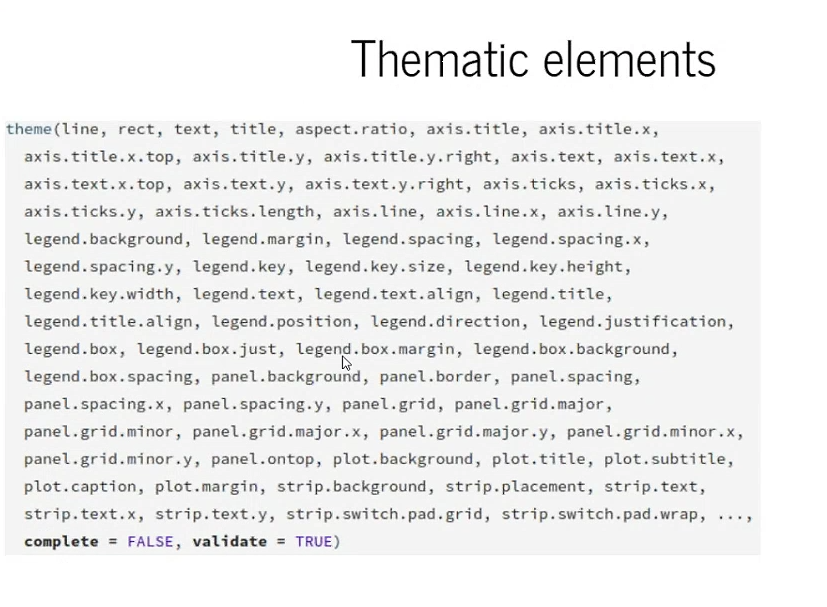 Thematic elements
theme(line, rect, text, title, aspect.ratio, axis.title, axis.title.x,
axis.title.x.top, axis.title.y, axis.title.y.right, axis.text, axis.text.x,
axis.text.x.top, axis.text.y, axis.text.y.right, axis.ticks, axis.ticks.x,
axis.ticks.y, axis.ticks.length, axis.line, axis.line.x, axis.line.y,
legend.background, legend.margin, legend.spacing, legend.spacing.x,
legend.spacing.y, legend.key, legend.key.size, legend.key.height,
legend.key.width, legend.text, legend.text.align, legend.title,
legend.title.align, legend.position, legend.direction, legend.justification,
legend.box, legend.box.just, legend.box.margin, legend.box.background,
legend.box.spacing, panel.background, panel.border, panel.spacing,
panel.spacing.x, panel.spacing.y, panel.grid, panel.grid.major,
panel.grid.minor, panel.grid.major.x, panel.grid.major.y, panel.grid.minor.x,
panel.grid.minor.y, panel.ontop, plot.background, plot.title, plot.subtitle,
plot.caption, plot.margin, strip.background, strip.placement, strip.text,
strip.text.x, strip.text.y, strip.switch.pad.grid, strip.switch.pad.wrap, ...,
complete = FALSE, validate = TRUE)